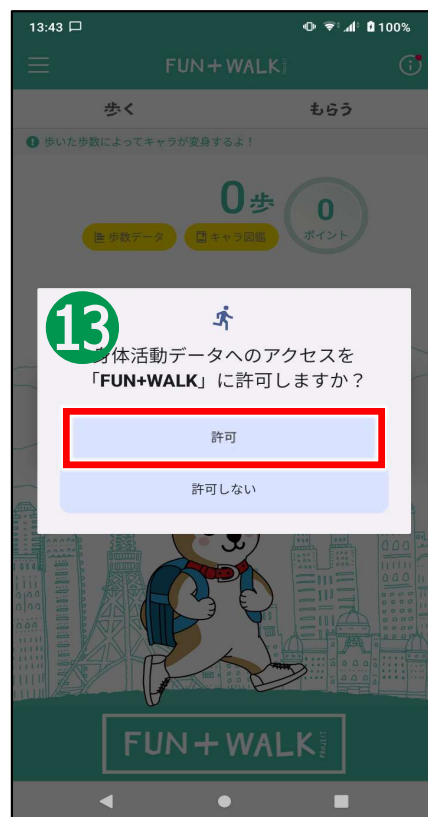 13:43
100%
FUN+WALK
歩く
もらう
歩いた歩数によってキャラが変身するよ！
0歩
0
ポイント
歩数データ
キャラ図鑑
13
身体活動データへのアクセスを
「FUN+WALK」に許可しますか？
許可
許可しない
FUN+WALK